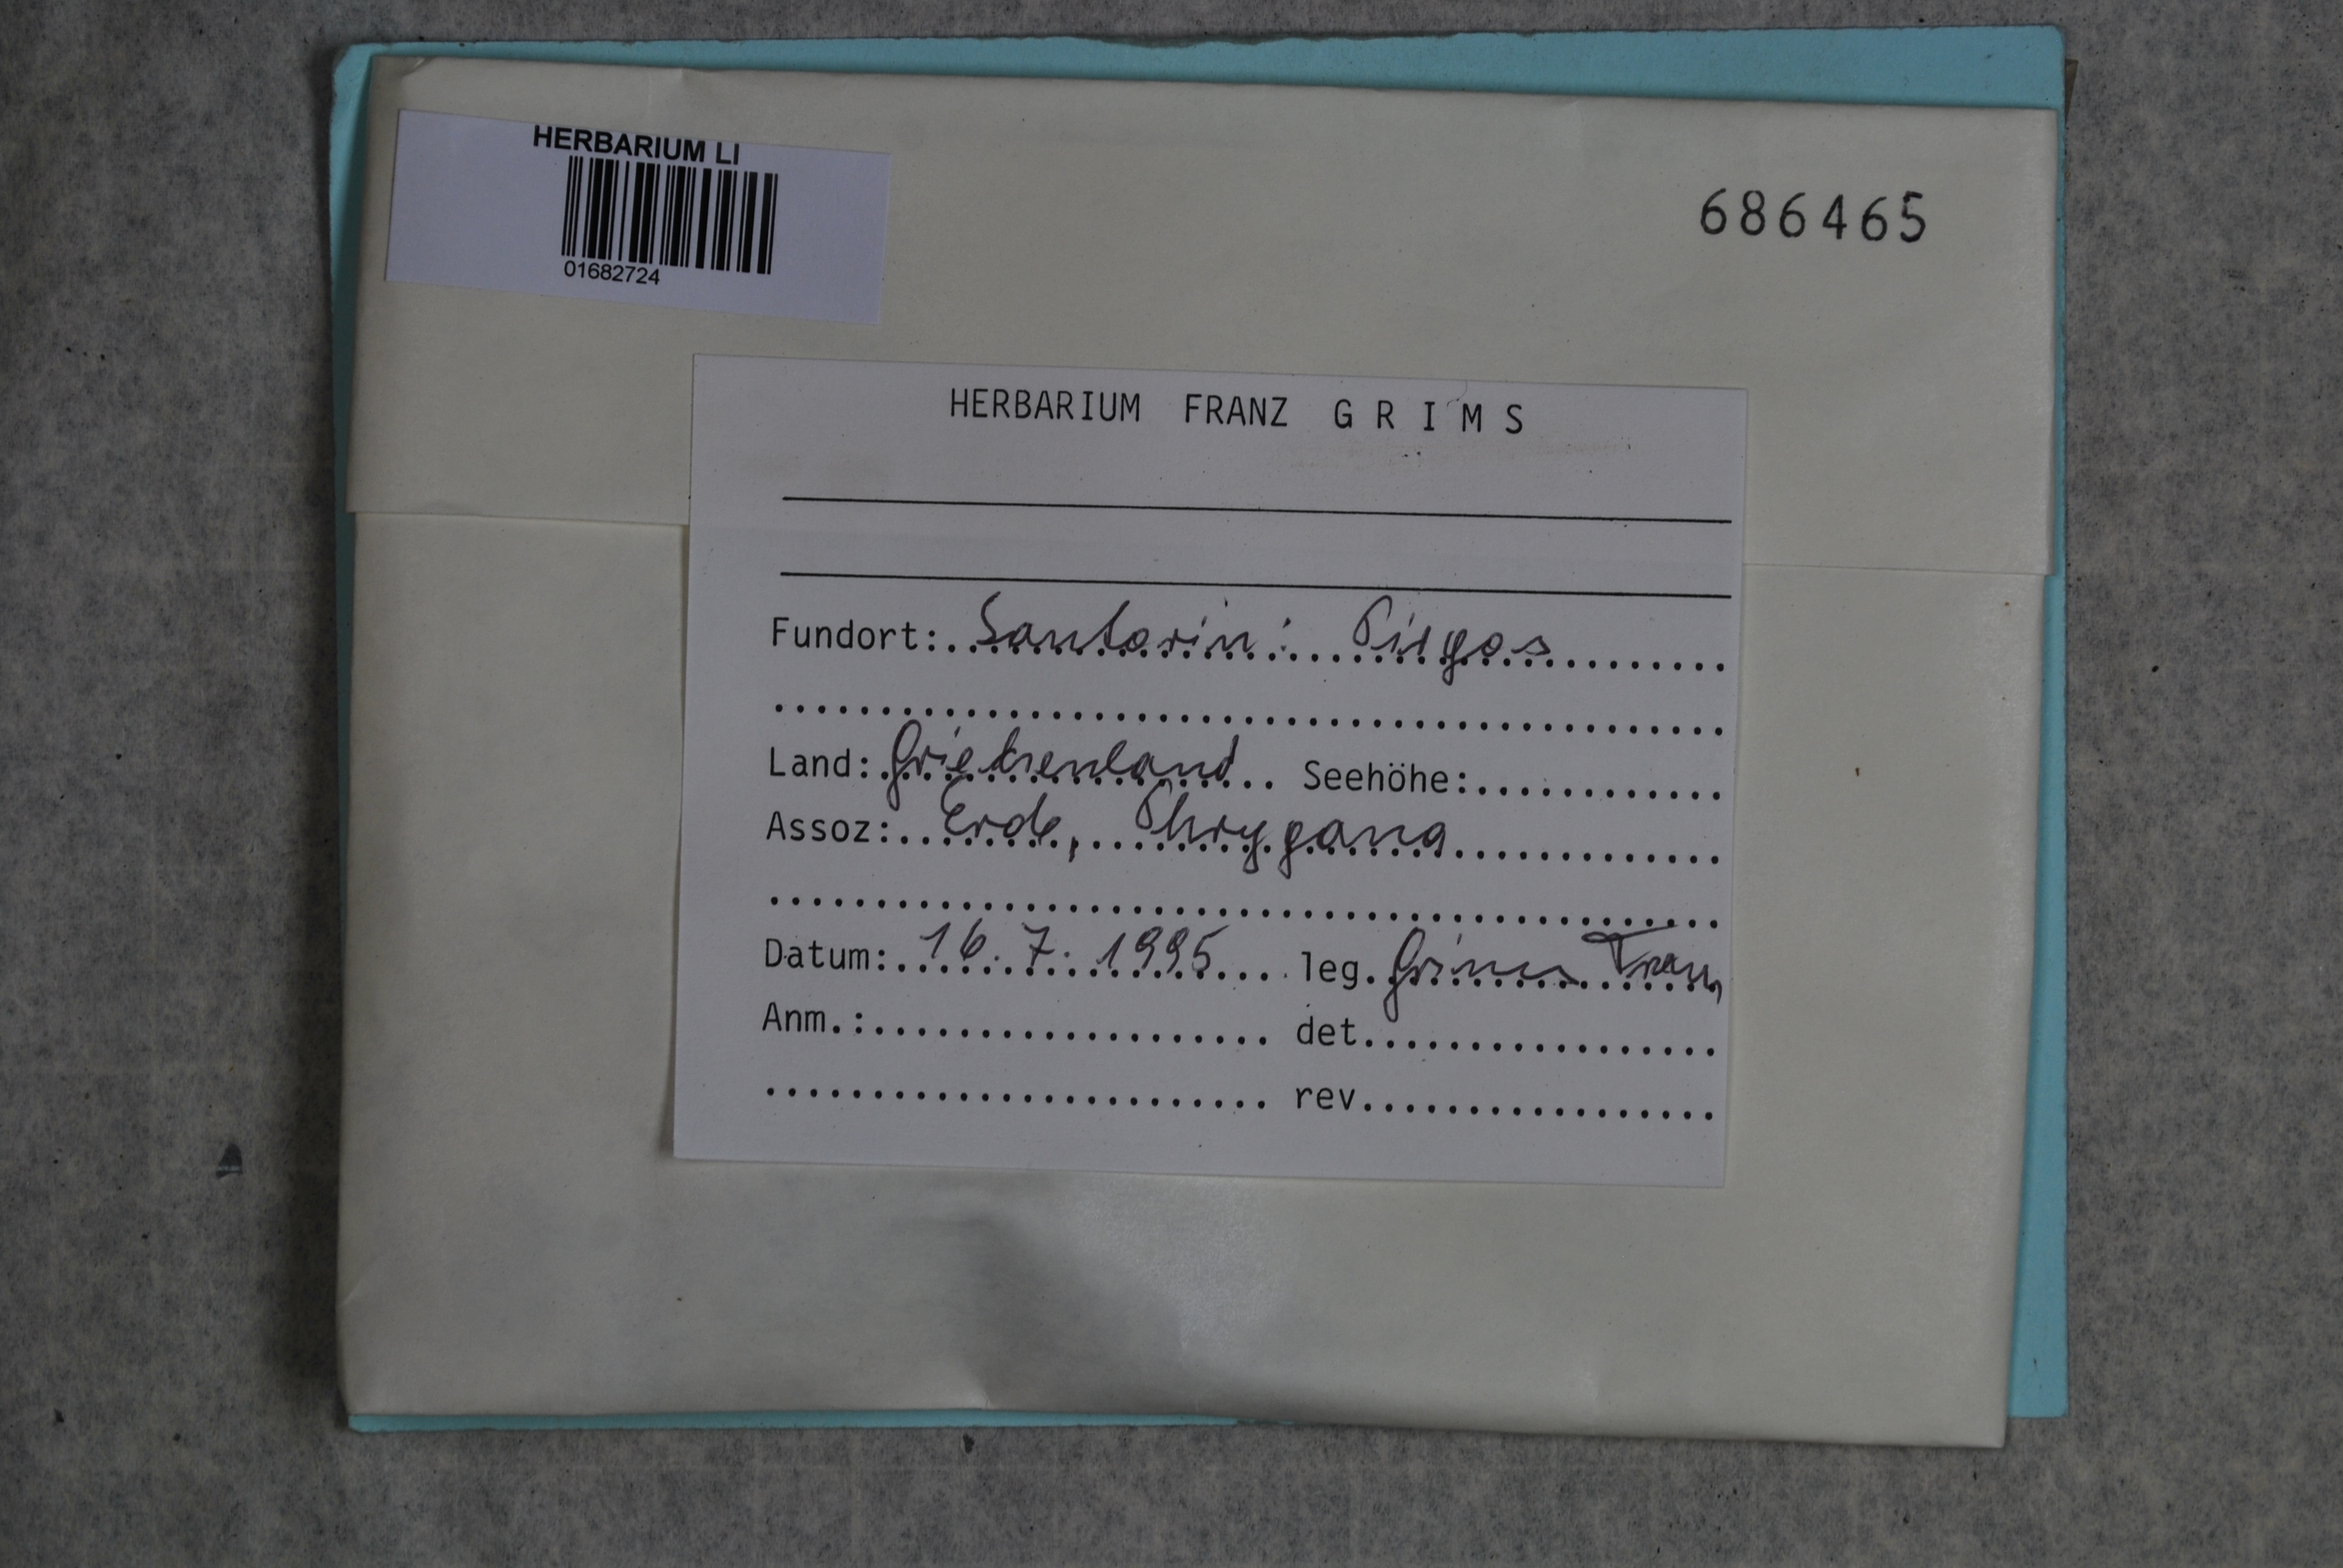 HERBARIUM LI
01682724
686465
HERBARIUM FRANZ GRIMS
Fundort: Santorin: Pirgos
Land: Griechenland Seehöhe:
Assoz: Erde, Phrygana
Datum: 16.7.1995 leg. Grims Franz
Anm.: det.
rev.